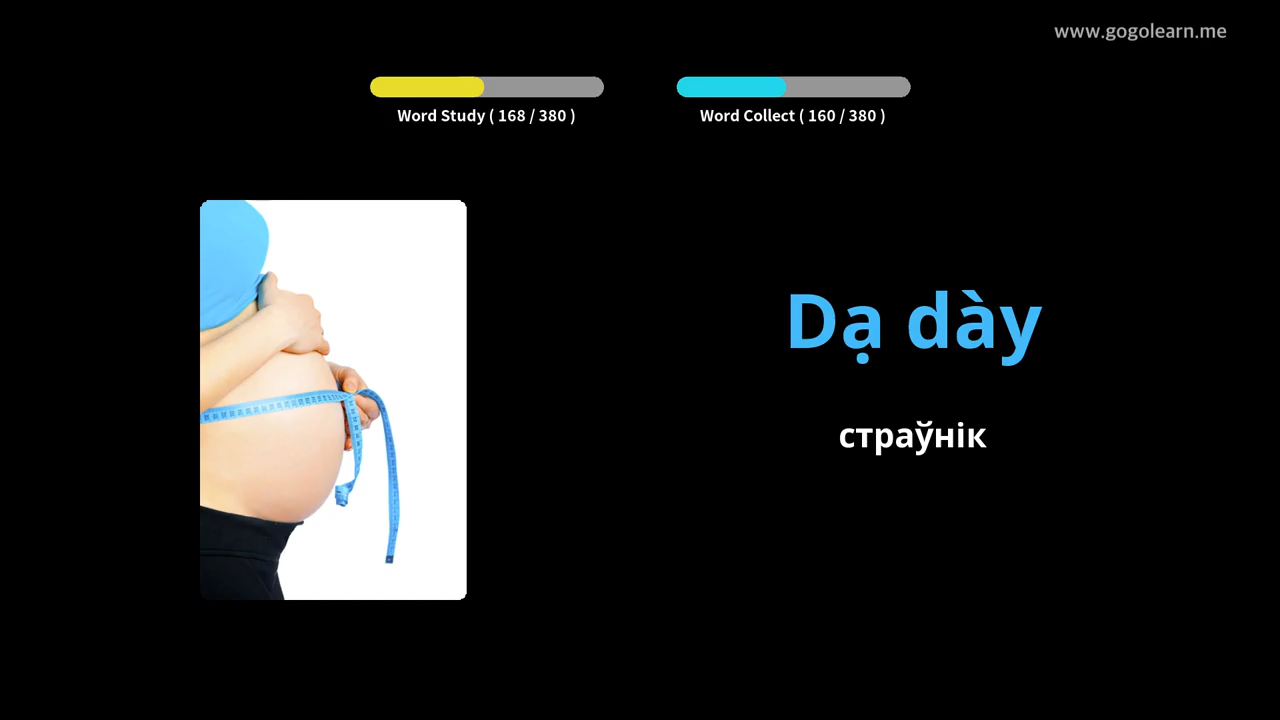 www.gogolearn.me
Word Study ( 168 / 380 )
Word Collect ( 160 / 380 )
Dạ dày
страўнік